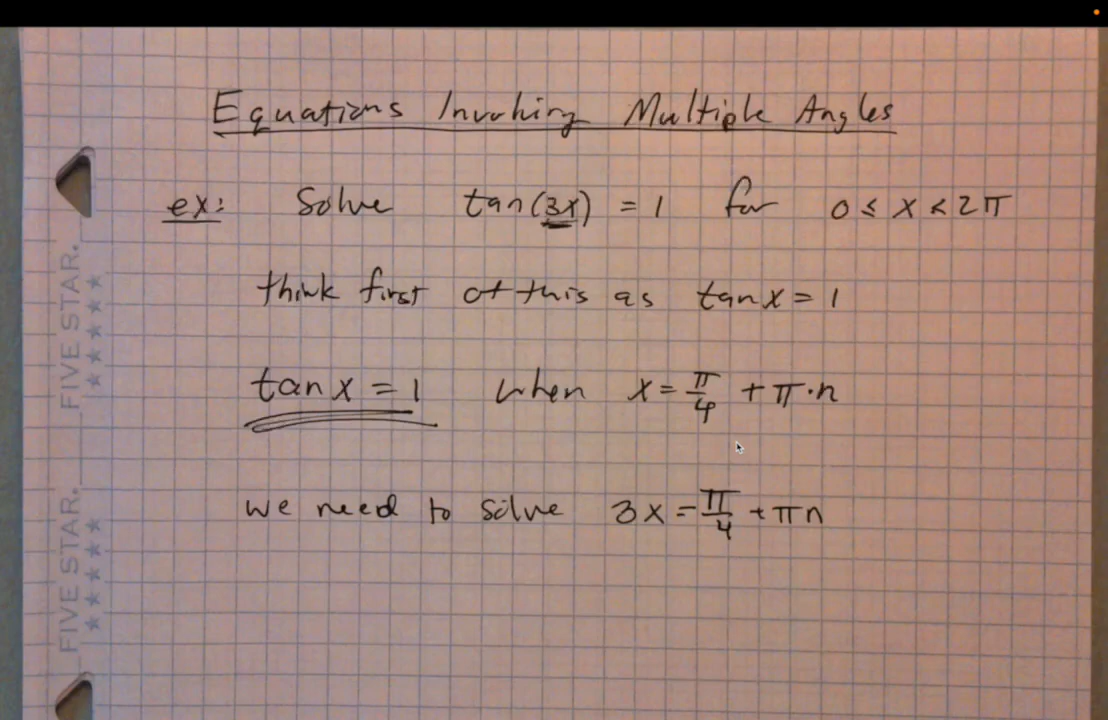 Equations Involving Multiple Angles
ex: Solve tan(3x) = 1 for 0 ≤ x < 2π
think first of this as tan x = 1
tan x = 1 when x = π/4 + π·n
we need to solve 3x = π/4 + πn
FIVE STAR.
FIVE STAR.